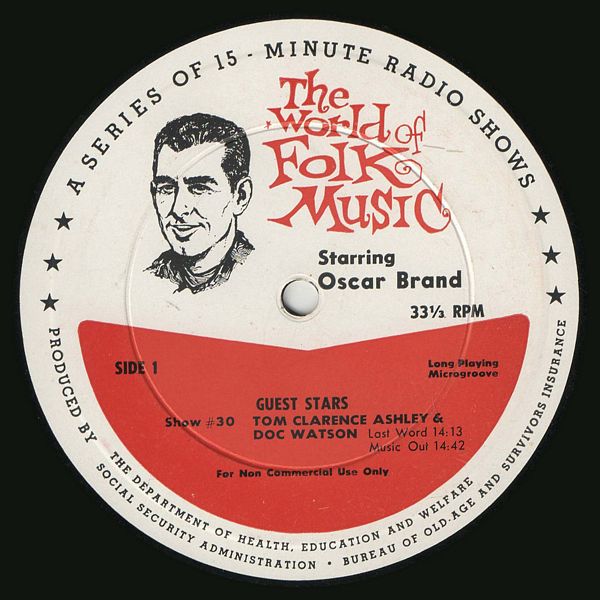 A SERIES OF 15 - MINUTE RADIO SHOWS
The
World of
FOLK
MUSIC
Starring
Oscar Brand
33⅓ RPM
SIDE 1
Long Playing
Microgroove
GUEST STARS
Show #30 TOM CLARENCE ASHLEY &
DOC WATSON Last Word 14:13
Music Out 14:42
For Non Commercial Use Only
PRODUCED BY THE DEPARTMENT OF HEALTH, EDUCATION AND WELFARE
SOCIAL SECURITY ADMINISTRATION • BUREAU OF OLD-AGE AND SURVIVORS INSURANCE